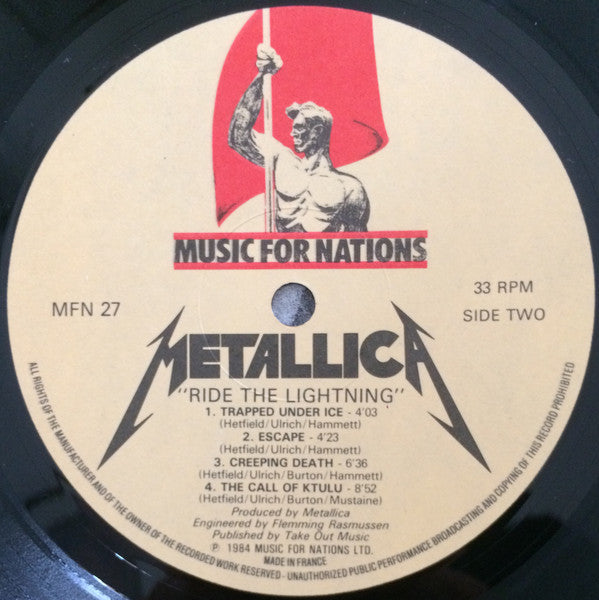 MUSIC FOR NATIONS
MFN 27
33 RPM
SIDE TWO
METALLICA
"RIDE THE LIGHTNING"
1. TRAPPED UNDER ICE - 4'03
(Hetfield/Ulrich/Hammett)
2. ESCAPE - 4'23
(Hetfield/Ulrich/Hammett)
3. CREEPING DEATH - 6'36
(Hetfield/Ulrich/Burton/Hammett)
4. THE CALL OF KTULU - 8'52
(Hetfield/Ulrich/Burton/Mustaine)
Produced by Metallica
Engineered by Flemming Rasmussen
Published by Take Out Music
℗ 1984 MUSIC FOR NATIONS LTD.
MADE IN FRANCE
ALL RIGHTS OF THE MANUFACTURER AND OF THE OWNER OF THE RECORDED WORK RESERVED - UNAUTHORIZED PUBLIC PERFORMANCE BROADCASTING AND COPYING OF THIS RECORD PROHIBITED